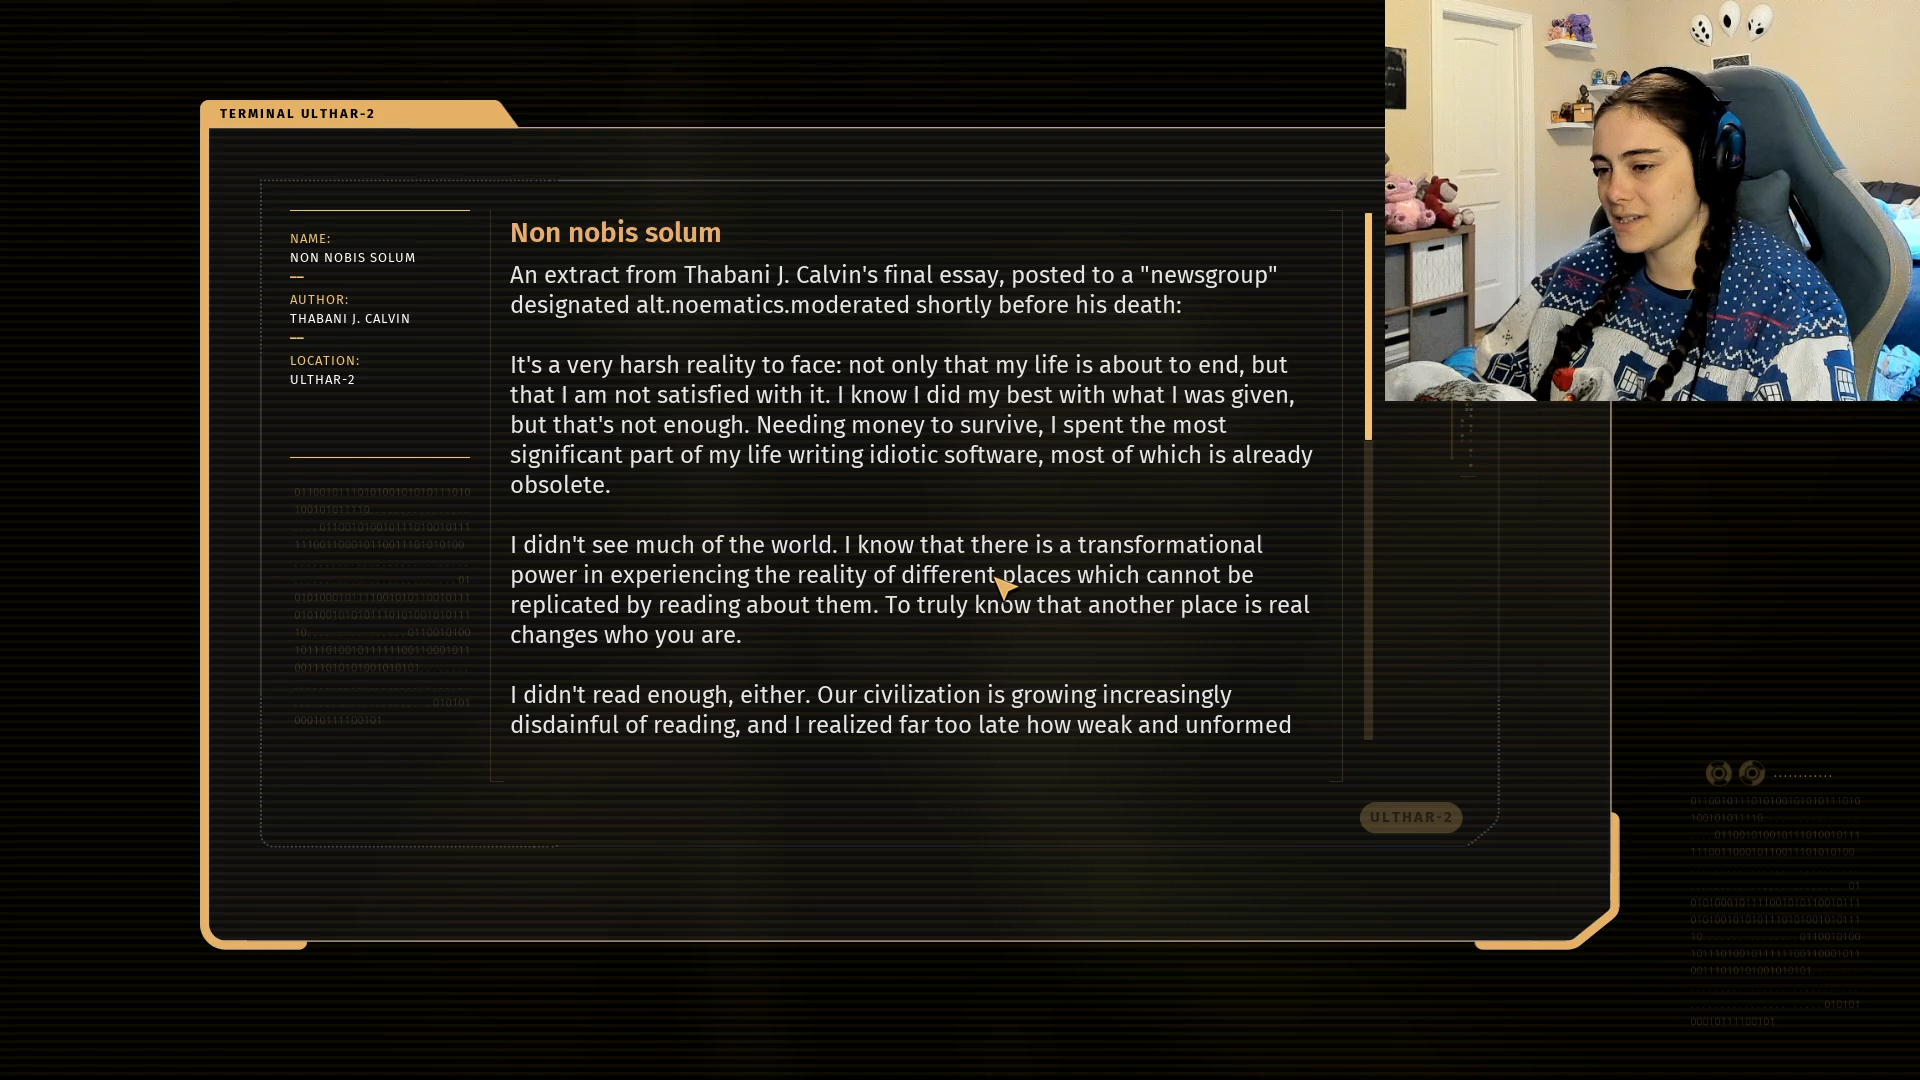 TERMINAL ULTHAR-2
NAME:
NON NOBIS SOLUM
AUTHOR:
THABANI J. CALVIN
LOCATION:
ULTHAR-2
Non nobis solum
An extract from Thabani J. Calvin's final essay, posted to a "newsgroup"
designated alt.noematics.moderated shortly before his death:
It's a very harsh reality to face: not only that my life is about to end, but
that I am not satisfied with it. I know I did my best with what I was given,
but that's not enough. Needing money to survive, I spent the most
significant part of my life writing idiotic software, most of which is already
obsolete.
I didn't see much of the world. I know that there is a transformational
power in experiencing the reality of different places which cannot be
replicated by reading about them. To truly know that another place is real
changes who you are.
I didn't read enough, either. Our civilization is growing increasingly
disdainful of reading, and I realized far too late how weak and unformed
ULTHAR-2